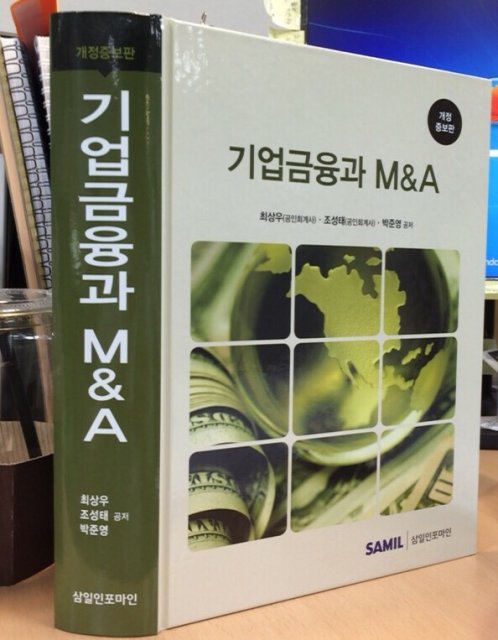 개정증보판
기업금융과 M&A
최상우
조성태 공저
박준영
삼일인포마인
개정
증보판
기업금융과 M&A
최상우(공인회계사) · 조성태(공인회계사) · 박준영 공저
SAMIL 삼일인포마인